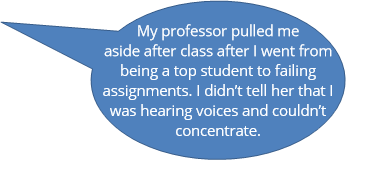 My professor pulled me
aside after class after I went from
being a top student to failing
assignments. I didn’t tell her that I
was hearing voices and couldn’t
concentrate.